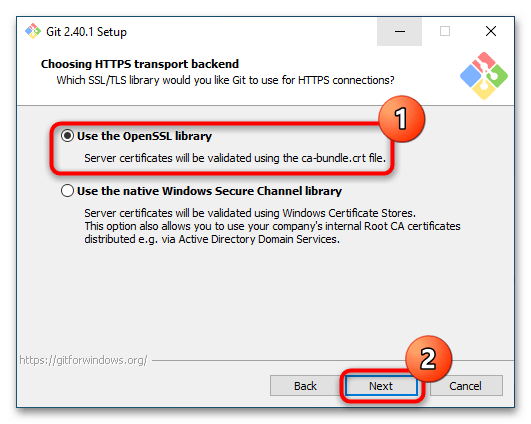 Git 2.40.1 Setup
Choosing HTTPS transport backend
Which SSL/TLS library would you like Git to use for HTTPS connections?
1
Use the OpenSSL library
Server certificates will be validated using the ca-bundle.crt file.
Use the native Windows Secure Channel library
Server certificates will be validated using Windows Certificate Stores.
This option also allows you to use your company's internal Root CA certificates
distributed e.g. via Active Directory Domain Services.
https://gitforwindows.org/
2
Back Next Cancel